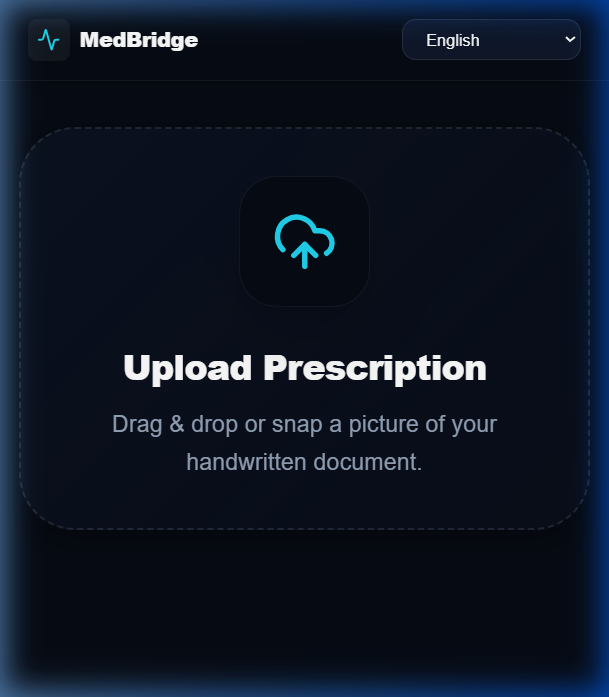 MedBridge
English
Upload Prescription
Drag & drop or snap a picture of your
handwritten document.